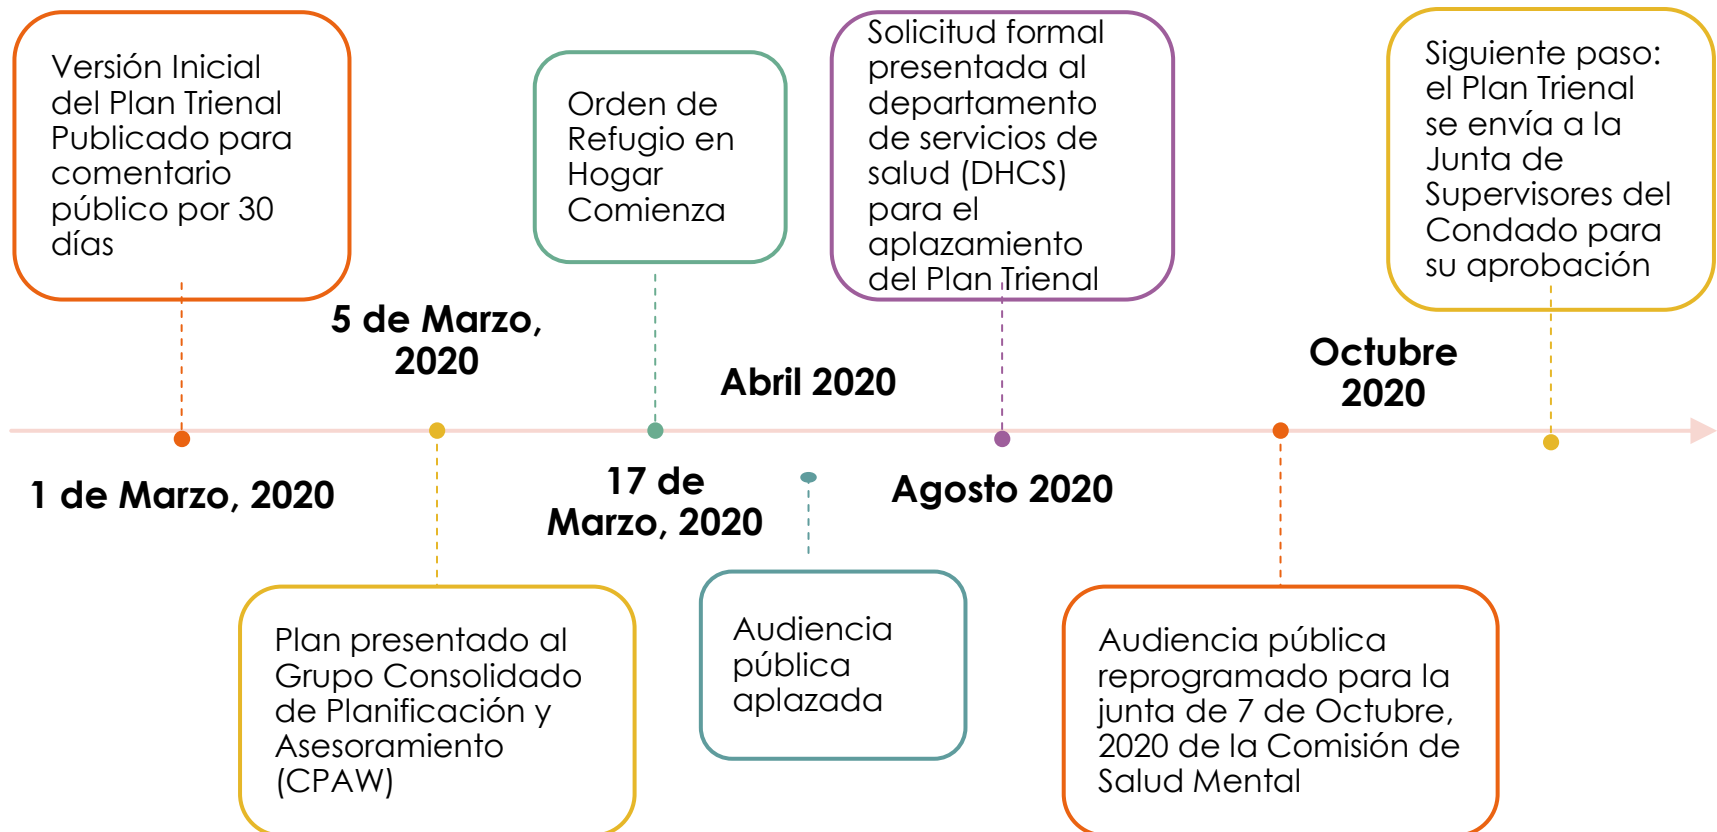 Versión Inicial
del Plan Trienal
Publicado para
comentario
público por 30
días
1 de Marzo, 2020
5 de Marzo,
2020
Plan presentado al
Grupo Consolidado
de Planificación y
Asesoramiento
(CPAW)
Orden de
Refugio en
Hogar
Comienza
17 de
Marzo, 2020
Abril 2020
Audiencia
pública
aplazada
Solicitud formal
presentada al
departamento
de servicios de
salud (DHCS)
para el
aplazamiento
del Plan Trienal
Agosto 2020
Octubre
2020
Audiencia pública
reprogramado para la
junta de 7 de Octubre,
2020 de la Comisión de
Salud Mental
Siguiente paso:
el Plan Trienal
se envía a la
Junta de
Supervisores del
Condado para
su aprobación